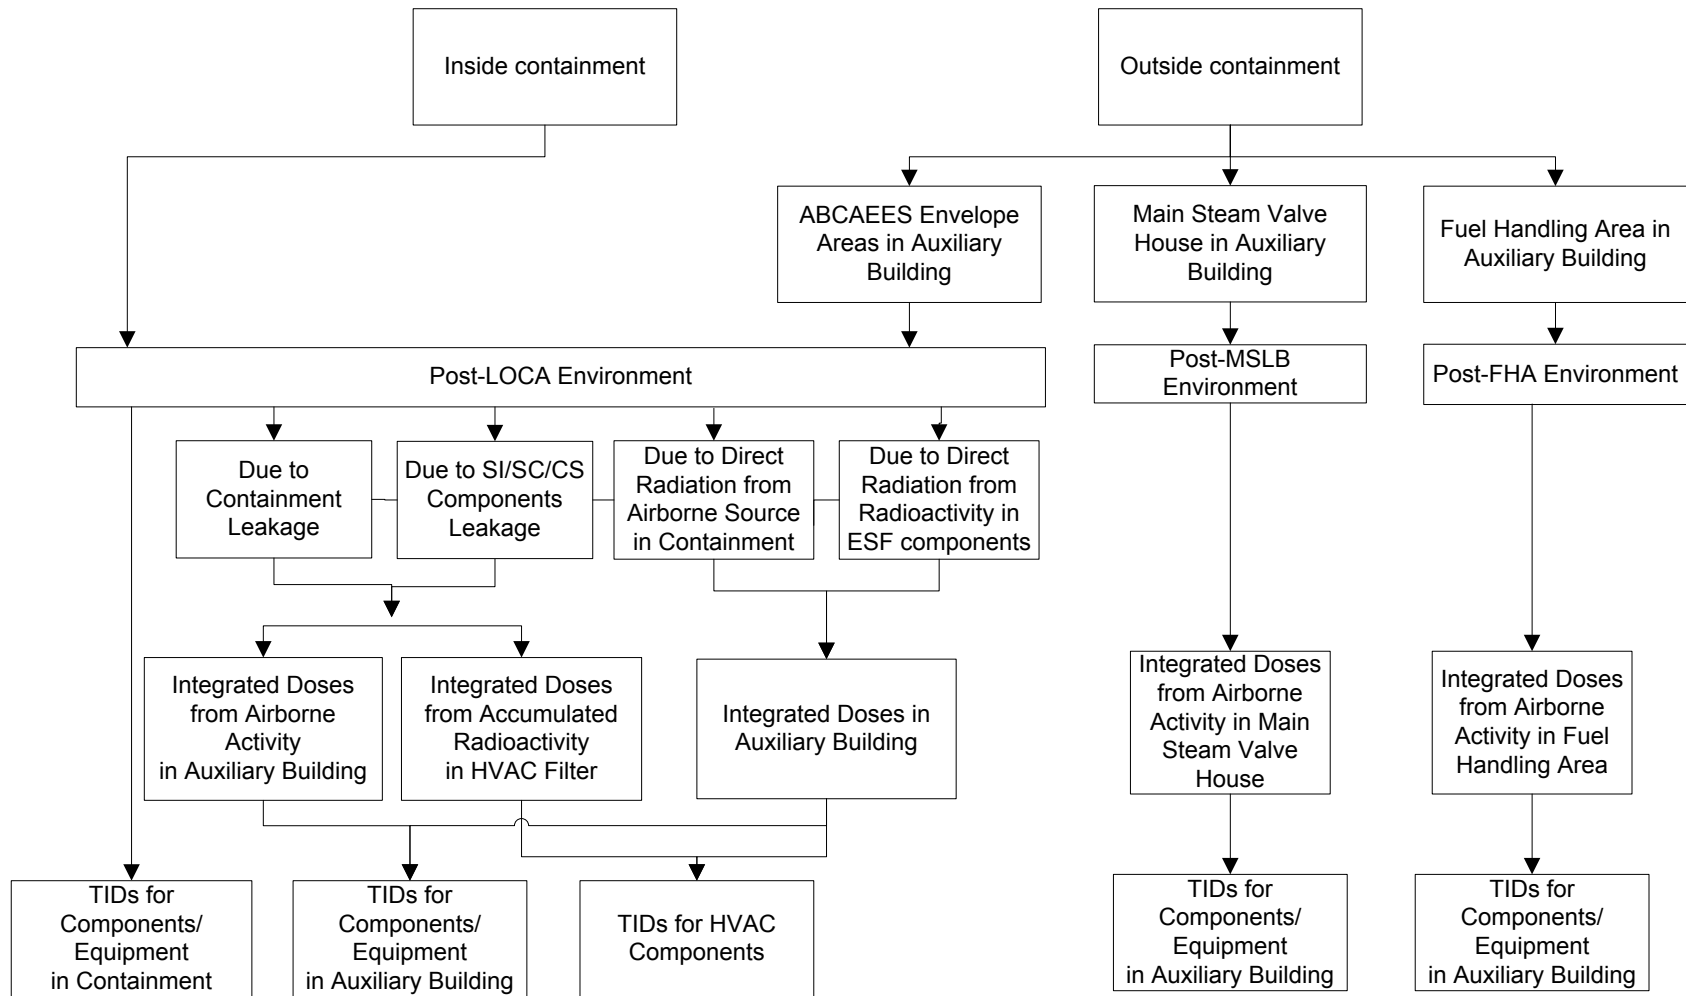 Inside containment
Outside containment
ABCAEES Envelope
Areas in Auxiliary
Building
Main Steam Valve
House in Auxiliary
Building
Fuel Handling Area in
Auxiliary Building
Post-LOCA Environment
Post-MSLB
Environment
Post-FHA Environment
Due to
Containment
Leakage
Due to SI/SC/CS
Components
Leakage
Due to Direct
Radiation from
Airborne Source
in Containment
Due to Direct
Radiation from
Radioactivity in
ESF components
Integrated Doses
from Airborne
Activity
in Auxiliary Building
Integrated Doses
from Accumulated
Radioactivity
in HVAC Filter
Integrated Doses in
Auxiliary Building
Integrated Doses
from Airborne
Activity in Main
Steam Valve
House
Integrated Doses
from Airborne
Activity in Fuel
Handling Area
TIDs for
Components/
Equipment
in Containment
TIDs for
Components/
Equipment
in Auxiliary Building
TIDs for HVAC
Components
TIDs for
Components/
Equipment
in Auxiliary Building
TIDs for
Components/
Equipment
in Auxiliary Building